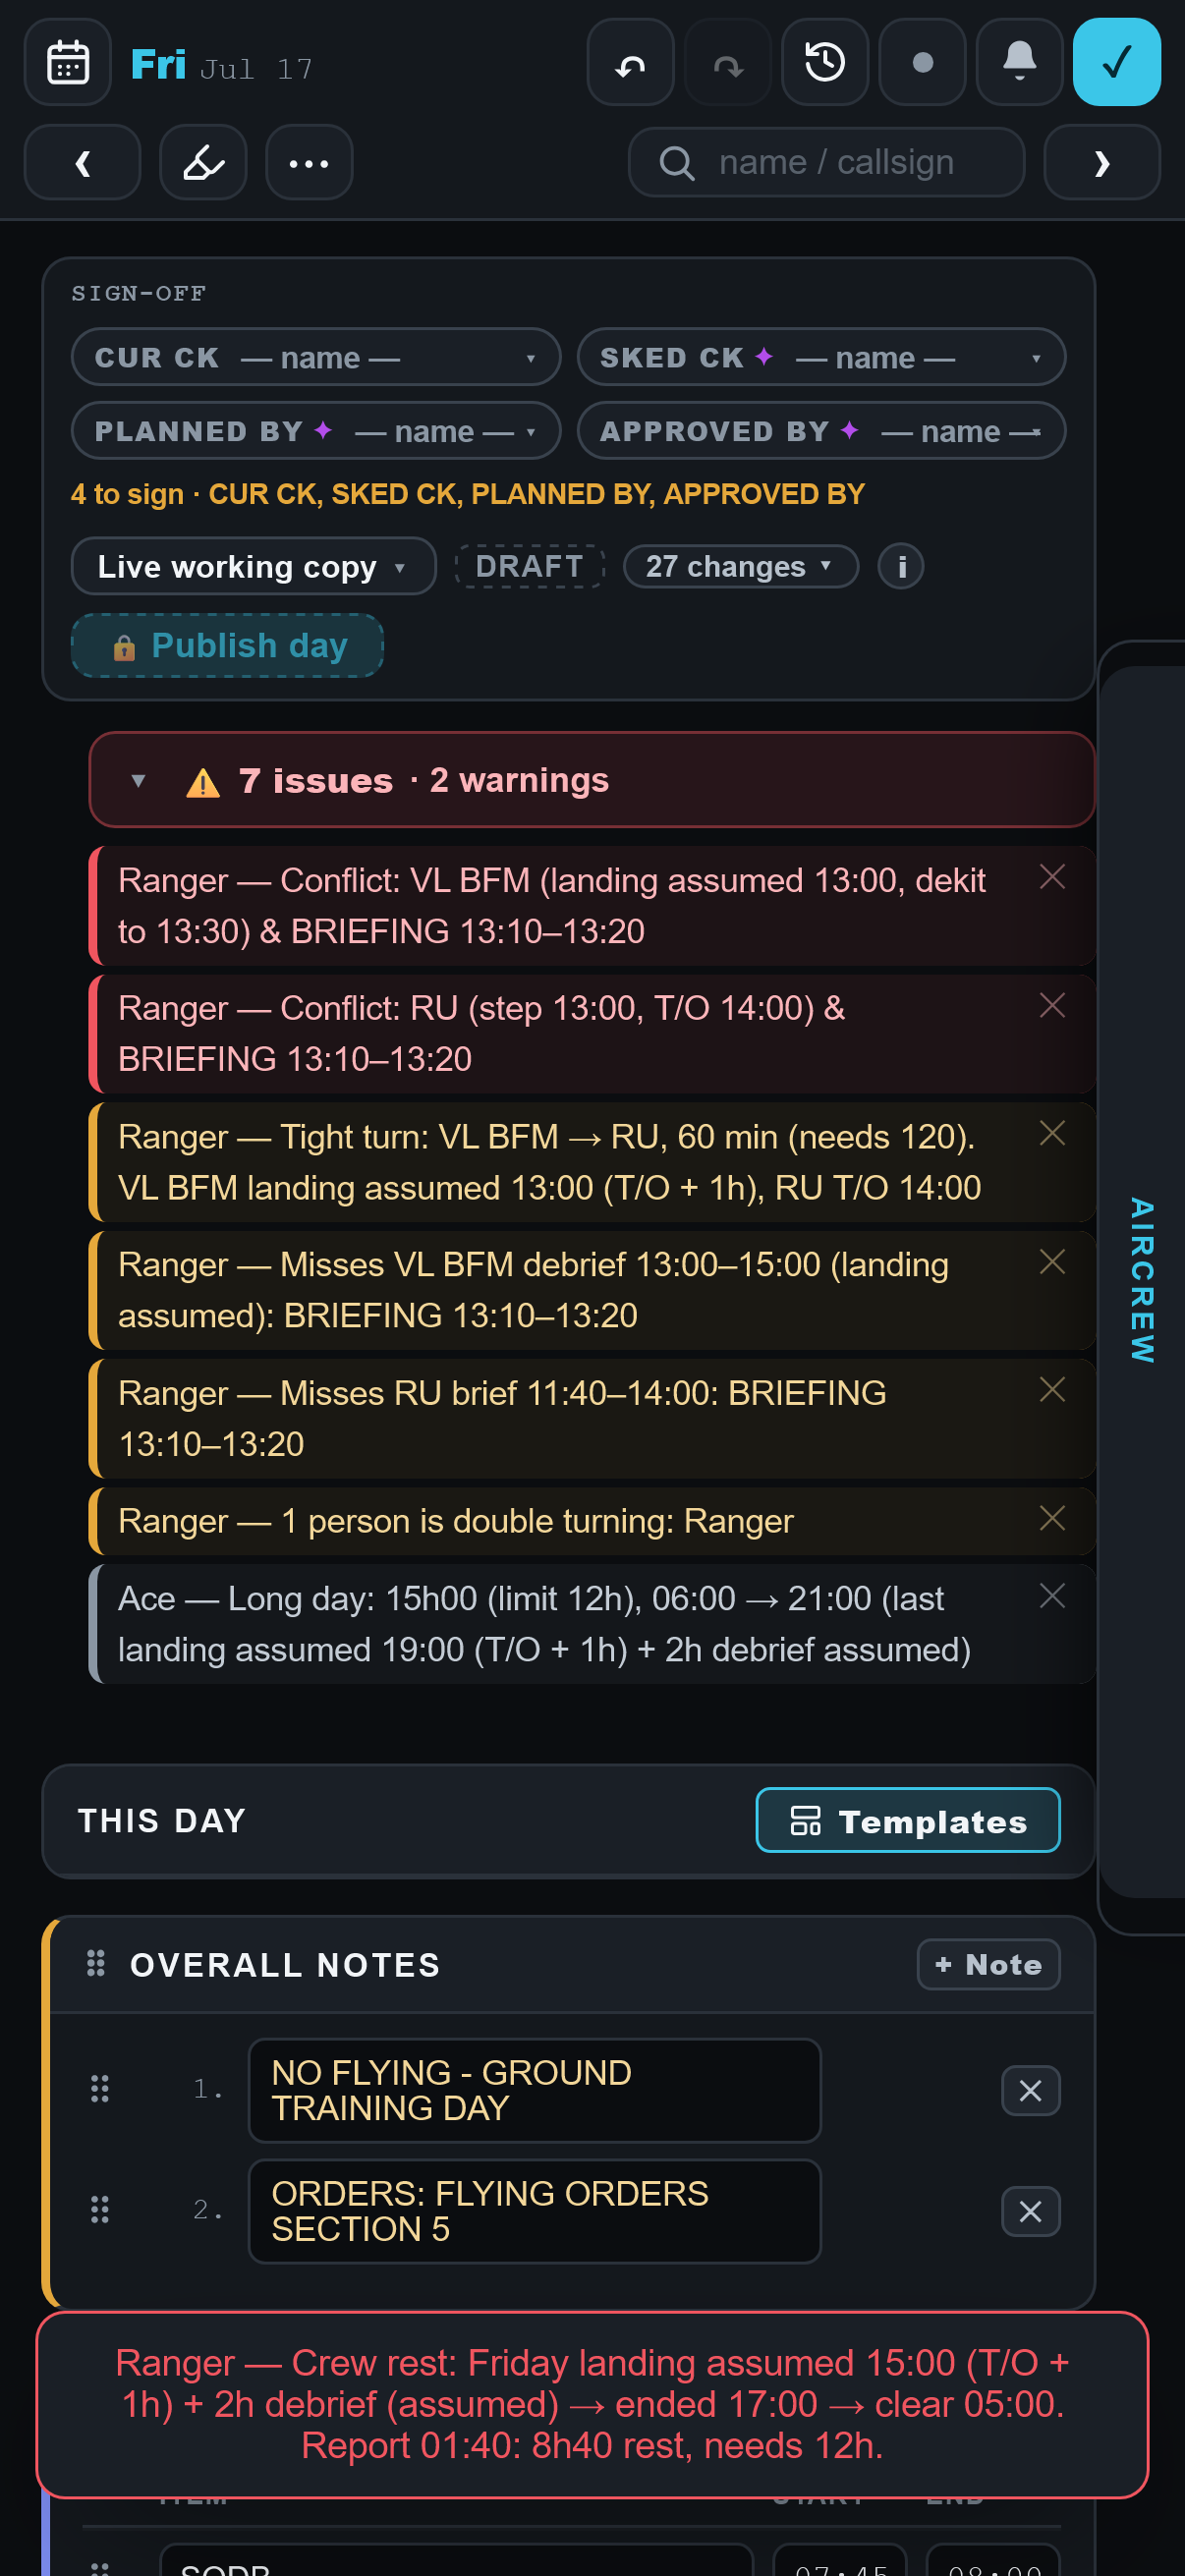 Fri Jul 17
name / callsign
SIGN-OFF
CUR CK — name —
SKED CK ✦ — name —
PLANNED BY ✦ — name —
APPROVED BY ✦ — name —
4 to sign · CUR CK, SKED CK, PLANNED BY, APPROVED BY
Live working copy
DRAFT
27 changes
i
Publish day
7 issues · 2 warnings
Ranger — Conflict: VL BFM (landing assumed 13:00, dekit
to 13:30) & BRIEFING 13:10–13:20
Ranger — Conflict: RU (step 13:00, T/O 14:00) &
BRIEFING 13:10–13:20
Ranger — Tight turn: VL BFM → RU, 60 min (needs 120).
VL BFM landing assumed 13:00 (T/O + 1h), RU T/O 14:00
Ranger — Misses VL BFM debrief 13:00–15:00 (landing
assumed): BRIEFING 13:10–13:20
Ranger — Misses RU brief 11:40–14:00: BRIEFING
13:10–13:20
Ranger — 1 person is double turning: Ranger
Ace — Long day: 15h00 (limit 12h), 06:00 → 21:00 (last
landing assumed 19:00 (T/O + 1h) + 2h debrief assumed)
AIRCREW
THIS DAY
Templates
OVERALL NOTES
+ Note
1.
NO FLYING - GROUND
TRAINING DAY
2.
ORDERS: FLYING ORDERS
SECTION 5
Ranger — Crew rest: Friday landing assumed 15:00 (T/O +
1h) + 2h debrief (assumed) → ended 17:00 → clear 05:00.
Report 01:40: 8h40 rest, needs 12h.
ITEM START END
07:45 08:00